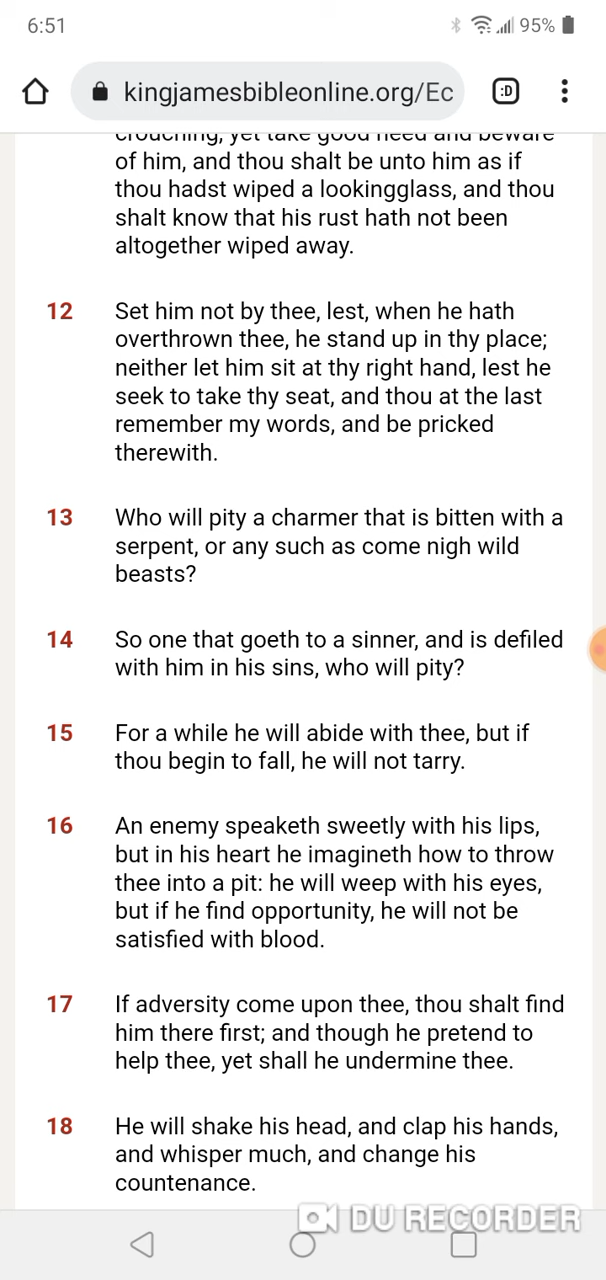 6:51
95%
kingjamesbibleonline.org/Ec
:D
crouching, yet take good heed and beware
of him, and thou shalt be unto him as if
thou hadst wiped a lookingglass, and thou
shalt know that his rust hath not been
altogether wiped away.
12 Set him not by thee, lest, when he hath
overthrown thee, he stand up in thy place;
neither let him sit at thy right hand, lest he
seek to take thy seat, and thou at the last
remember my words, and be pricked
therewith.
13 Who will pity a charmer that is bitten with a
serpent, or any such as come nigh wild
beasts?
14 So one that goeth to a sinner, and is defiled
with him in his sins, who will pity?
15 For a while he will abide with thee, but if
thou begin to fall, he will not tarry.
16 An enemy speaketh sweetly with his lips,
but in his heart he imagineth how to throw
thee into a pit: he will weep with his eyes,
but if he find opportunity, he will not be
satisfied with blood.
17 If adversity come upon thee, thou shalt find
him there first; and though he pretend to
help thee, yet shall he undermine thee.
18 He will shake his head, and clap his hands,
and whisper much, and change his
countenance.
DU RECORDER